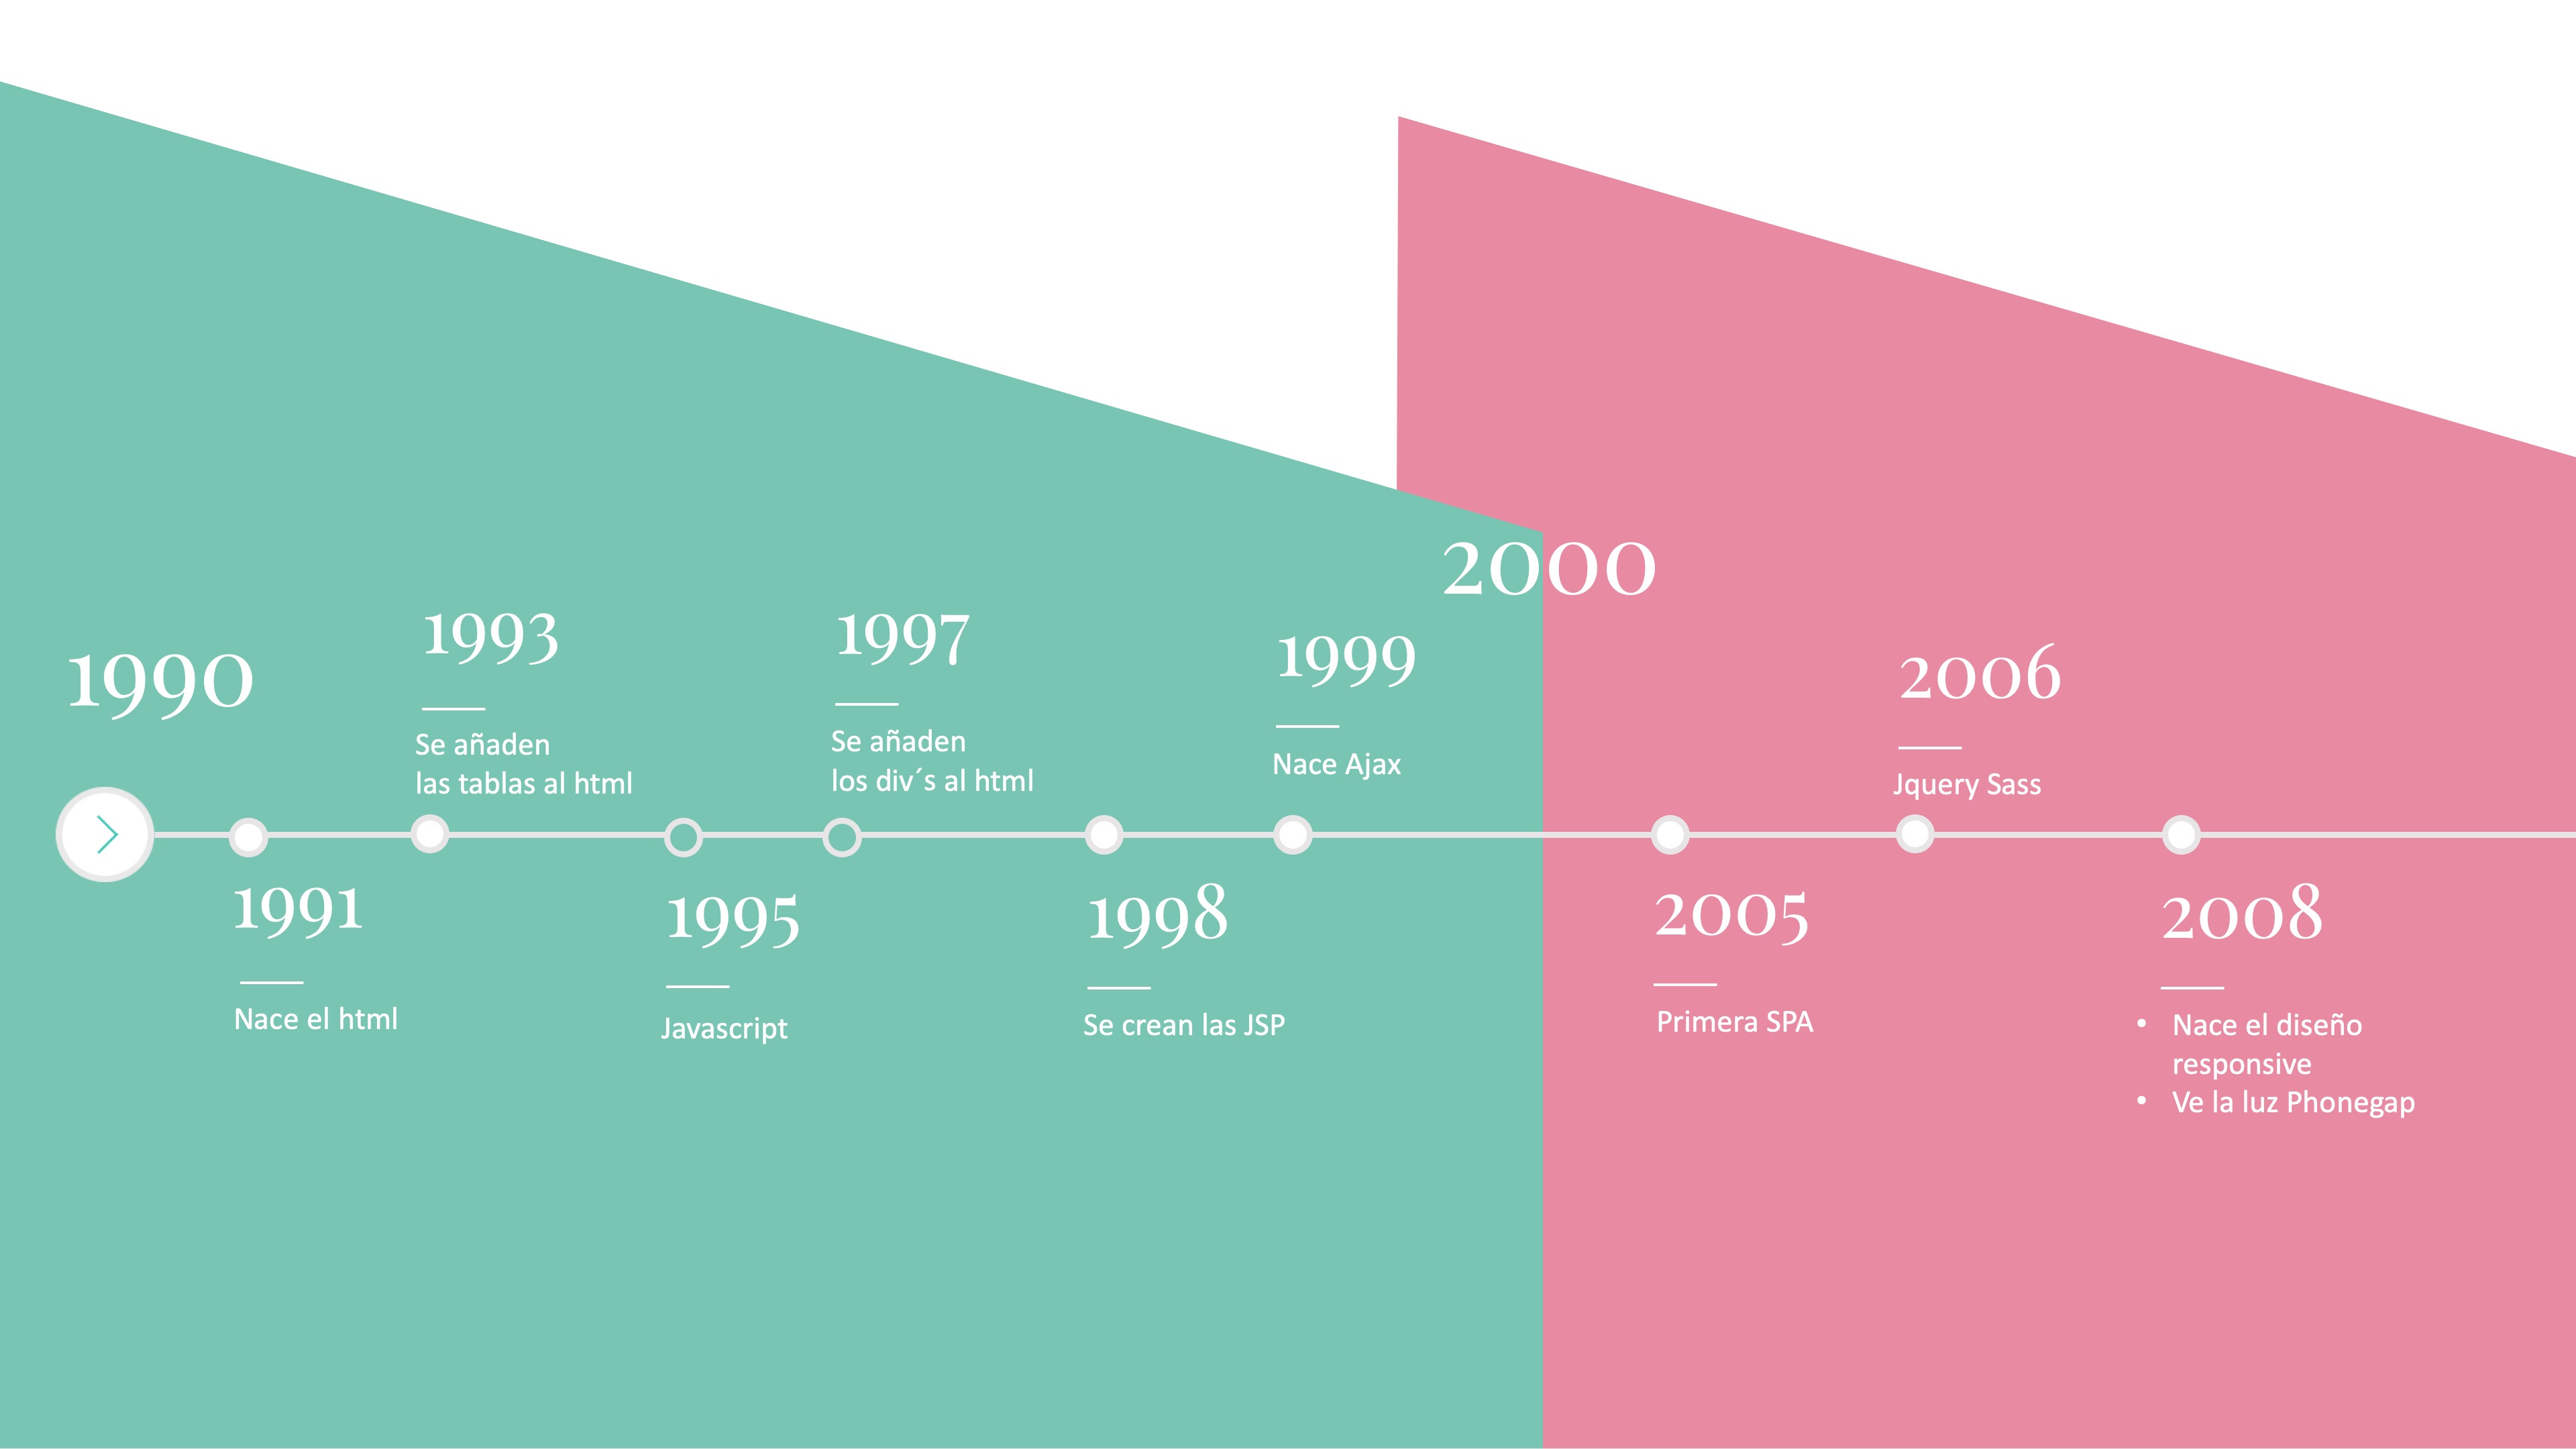 1990
1991
Nace el html
1993
Se añaden
las tablas al html
1995
Javascript
1997
Se añaden
los div´s al html
1998
Se crean las JSP
1999
Nace Ajax
2000
2005
Primera SPA
2006
Jquery Sass
2008
• Nace el diseño
responsive
• Ve la luz Phonegap